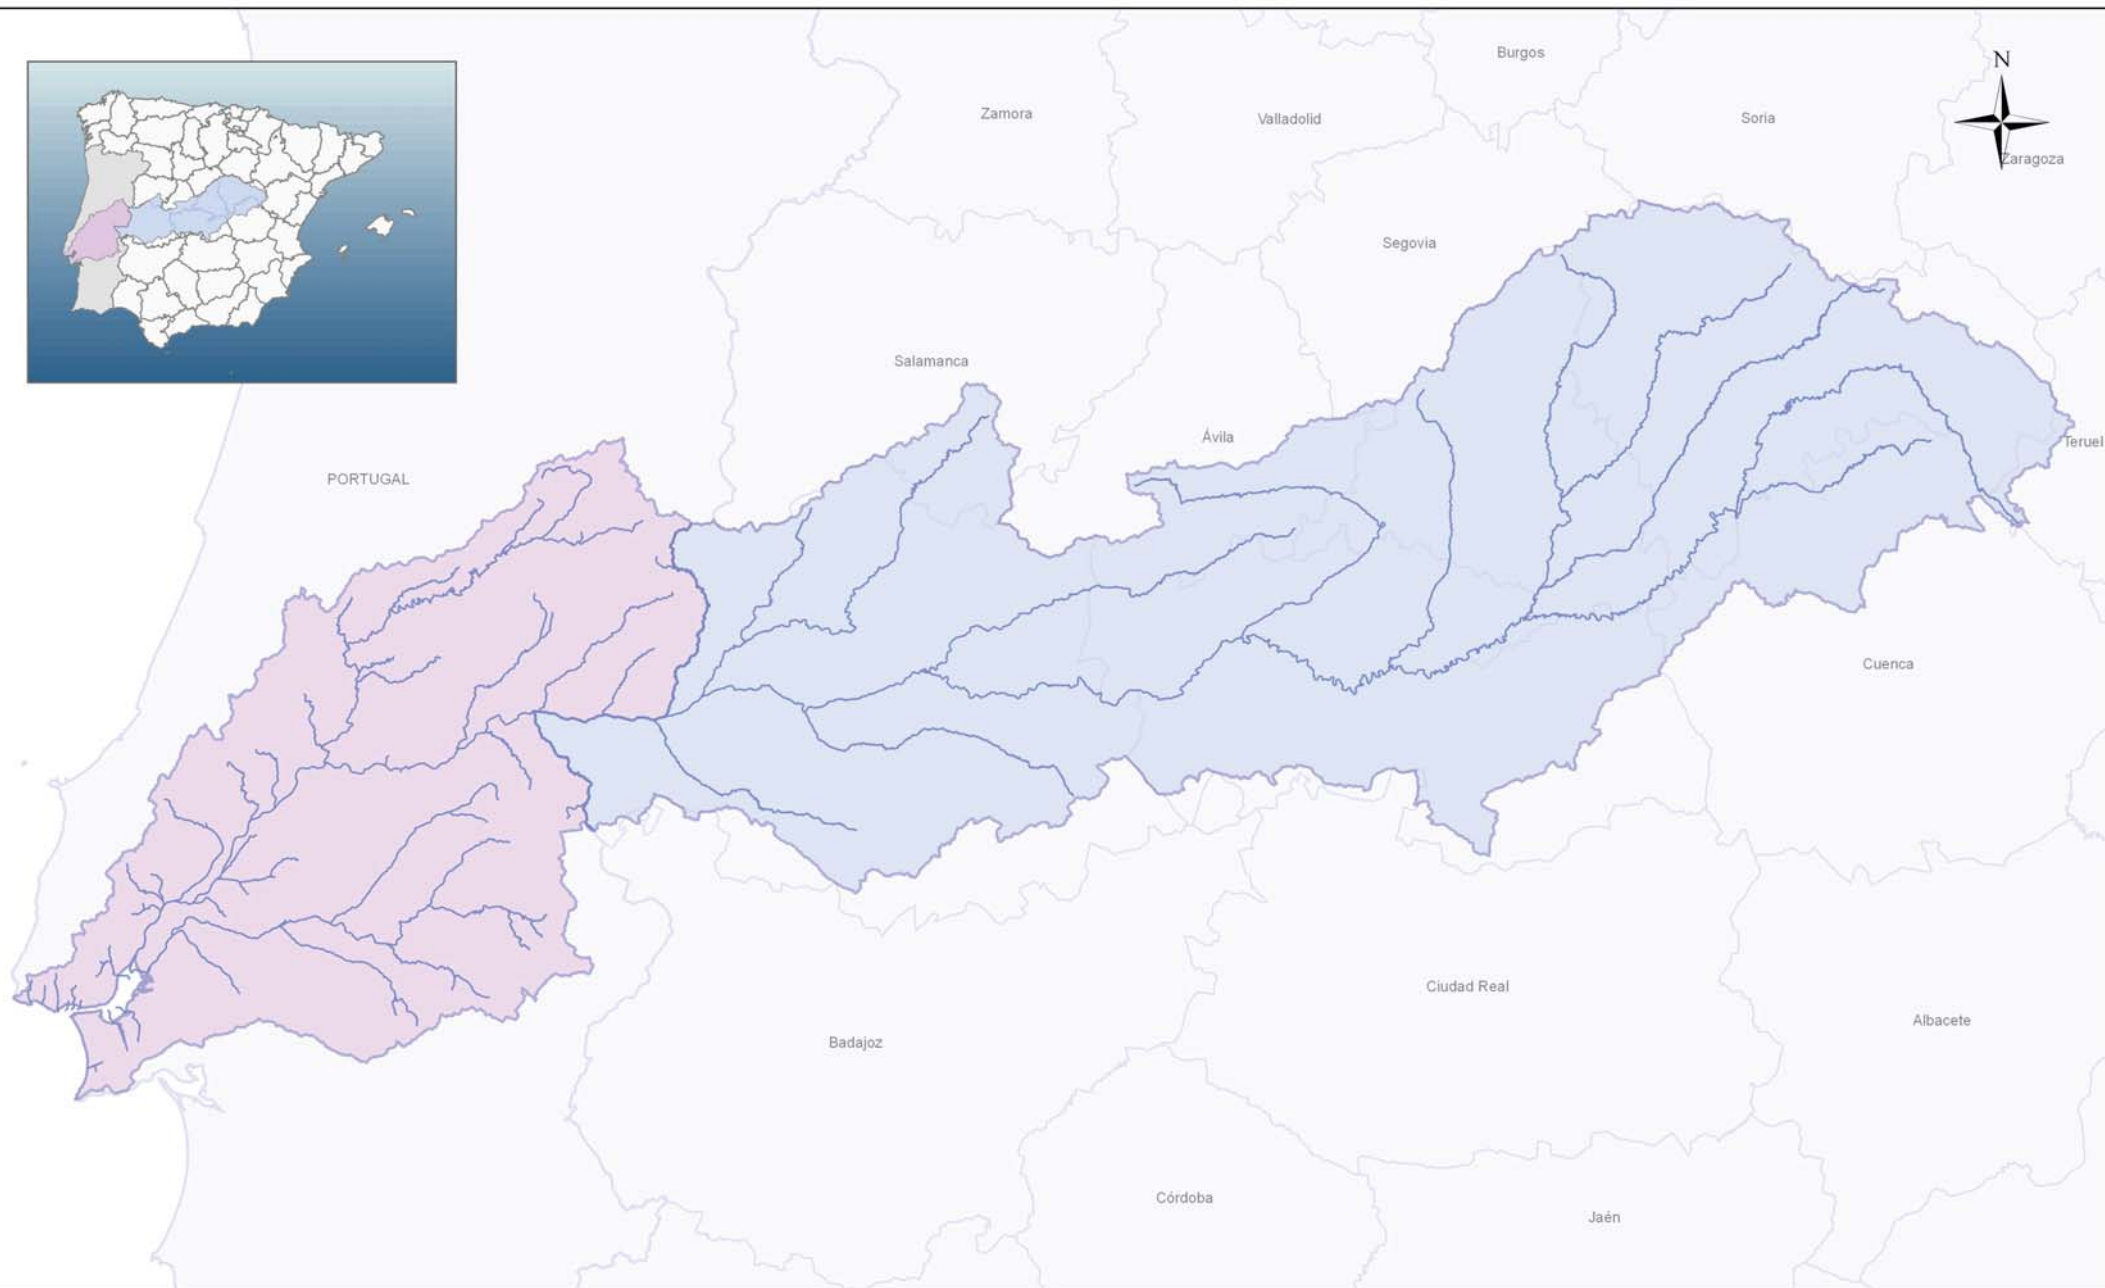 Burgos
N
Zamora
Valladolid
Soria
Zaragoza
Segovia
Salamanca
Ávila
Teruel
PORTUGAL
Cuenca
Ciudad Real
Albacete
Badajoz
Córdoba
Jaén